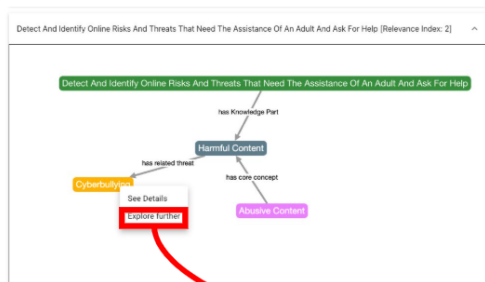 Detect And Identify Online Risks And Threats That Need The Assistance Of An Adult And Ask For Help [Relevance Index: 2]
Detect And Identify Online Risks And Threats That Need The Assistance Of An Adult And Ask For Help
has Knowledge Part
Harmful Content
has related threat
has core concept
Cyberbullying
See Details
Explore further
Abusive Content